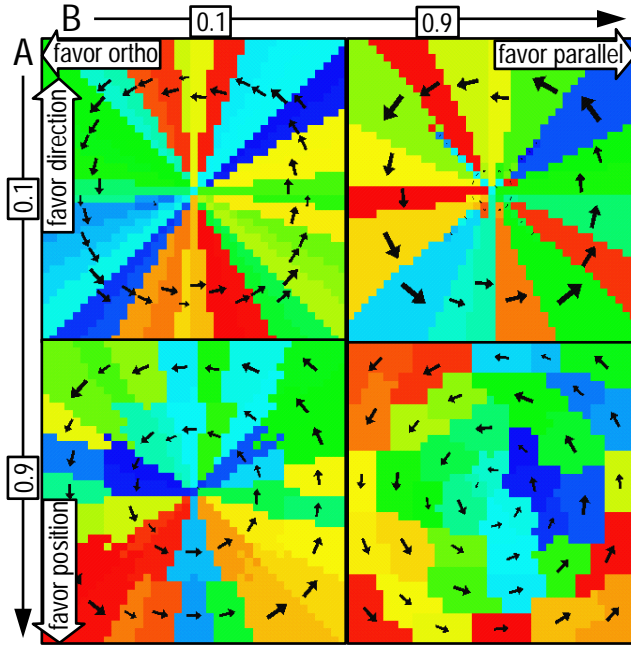 B
0.1
0.9
A
favor ortho
favor parallel
favor direction
0.1
0.9
favor position